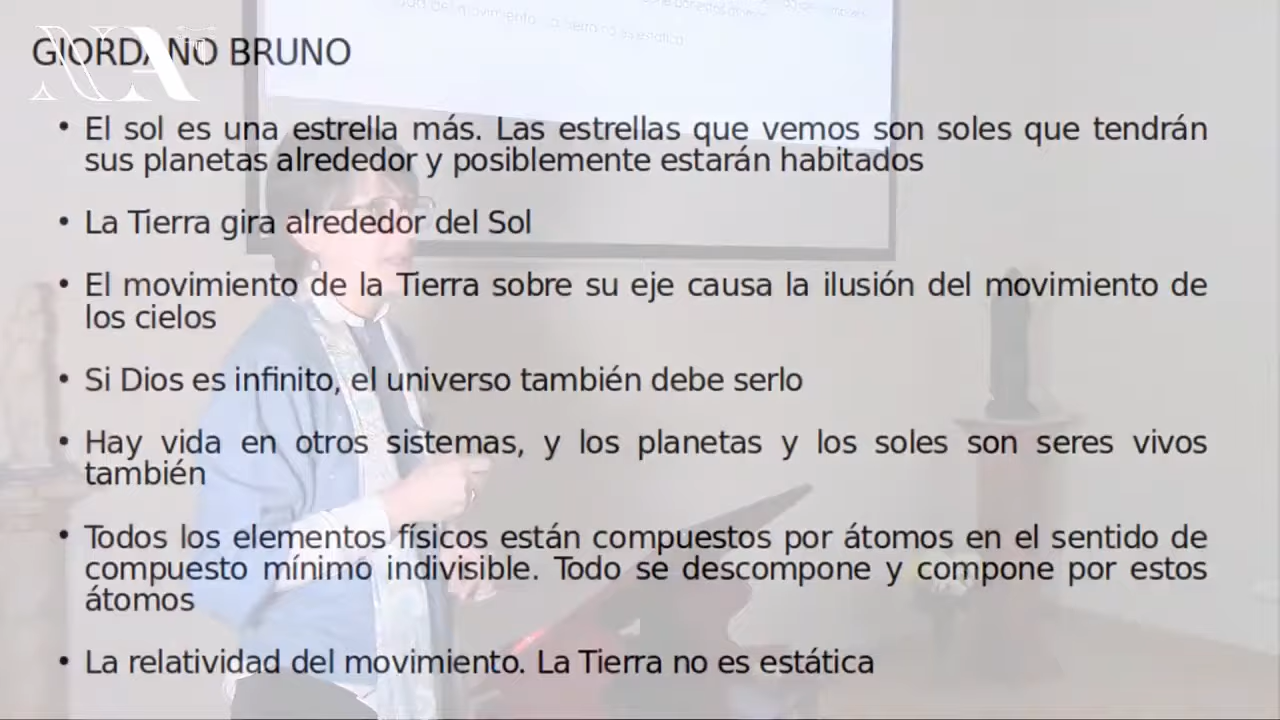 GIORDANO BRUNO
NA
• El sol es una estrella más. Las estrellas que vemos son soles que tendrán
sus planetas alrededor y posiblemente estarán habitados
• La Tierra gira alrededor del Sol
• El movimiento de la Tierra sobre su eje causa la ilusión del movimiento de
los cielos
• Si Dios es infinito, el universo también debe serlo
• Hay vida en otros sistemas, y los planetas y los soles son seres vivos
también
• Todos los elementos físicos están compuestos por átomos en el sentido de
compuesto mínimo indivisible. Todo se descompone y compone por estos
átomos
• La relatividad del movimiento. La Tierra no es estática